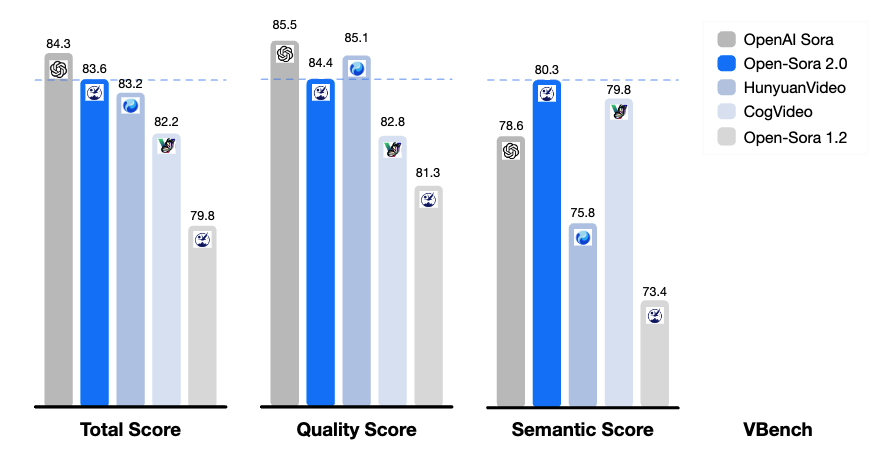 84.3
83.6
83.2
82.2
79.8
Total Score
85.5
84.4
85.1
82.8
81.3
Quality Score
78.6
80.3
75.8
79.8
73.4
Semantic Score
OpenAI Sora
Open-Sora 2.0
HunyuanVideo
CogVideo
Open-Sora 1.2
VBench